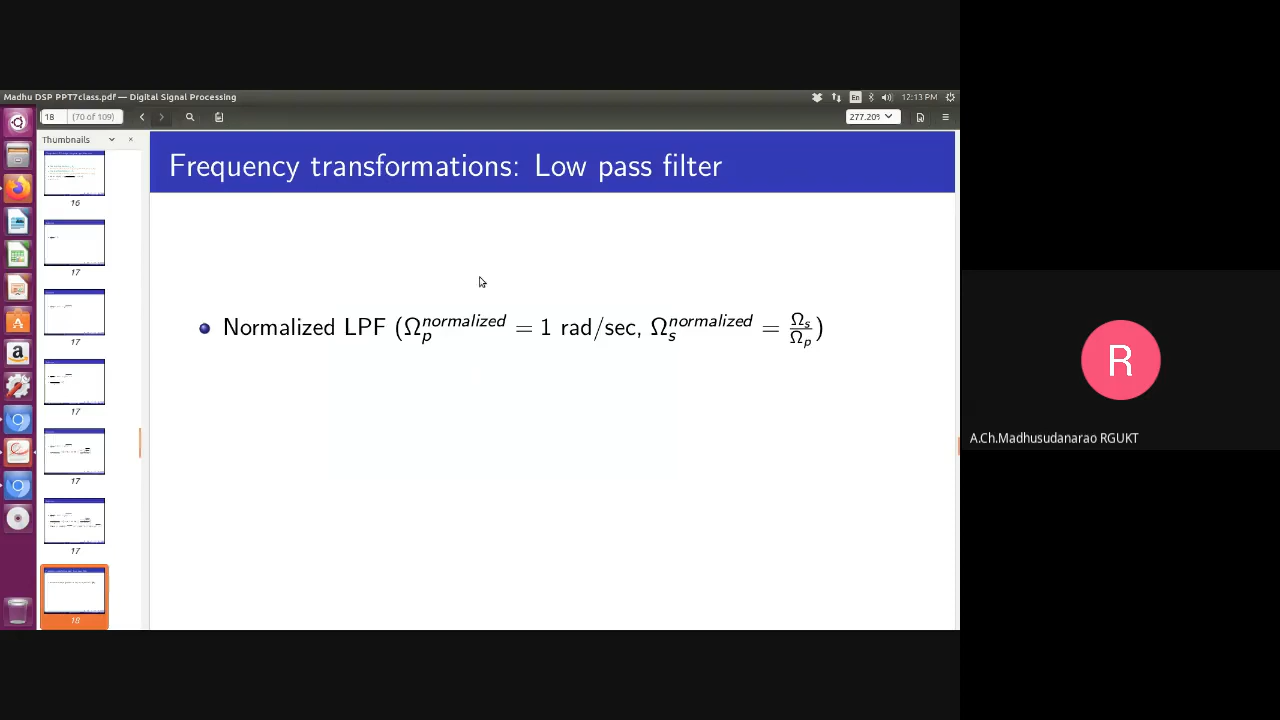 Madhu DSP PPT7class.pdf — Digital Signal Processing
En
12:13 PM
18 (70 of 109)
277.20%
Thumbnails
16
17
17
17
17
17
18
Frequency transformations: Low pass filter
Normalized LPF (Ω_p^normalized = 1 rad/sec, Ω_s^normalized = Ω_s/Ω_p)
R
A.Ch.Madhusudanarao RGUKT